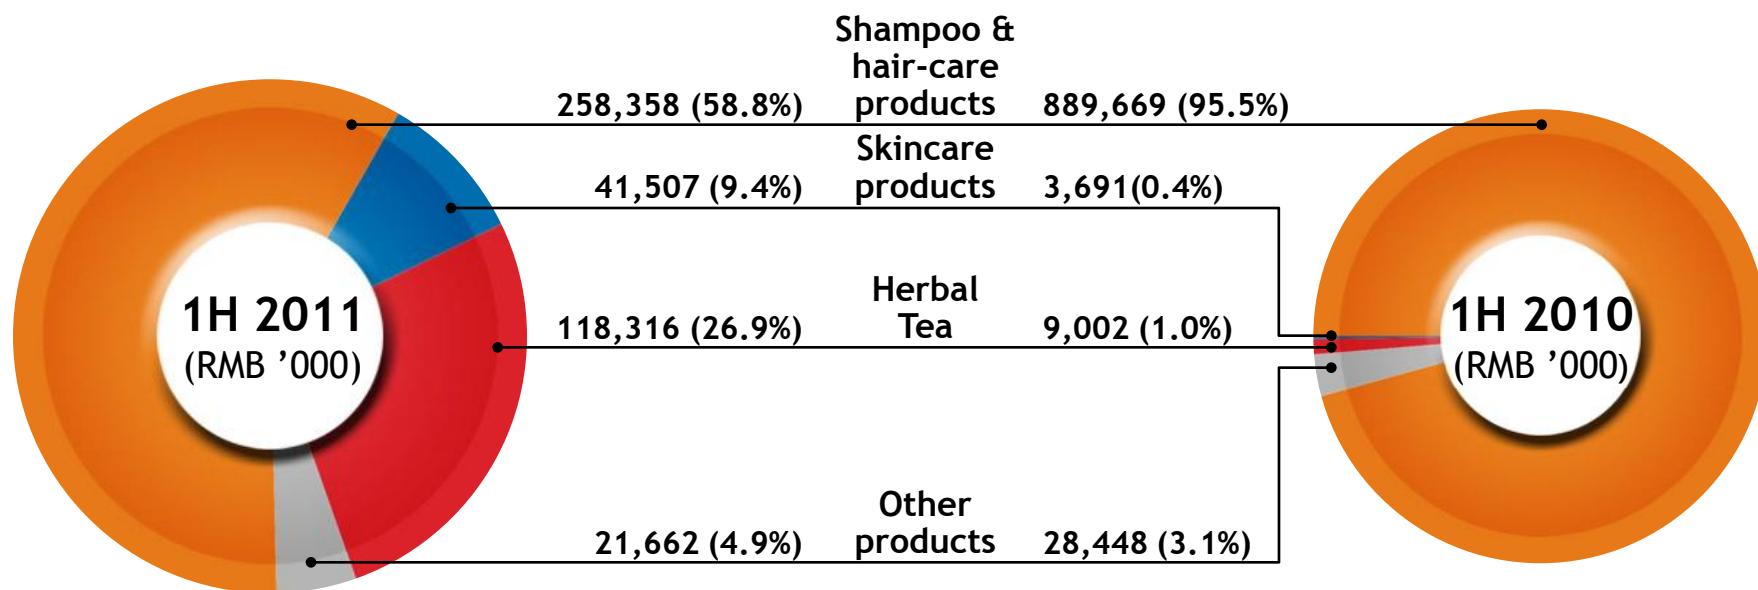 Shampoo &
hair-care
258,358 (58.8%) products 889,669 (95.5%)
Skincare
41,507 (9.4%) products 3,691(0.4%)
Herbal
118,316 (26.9%) Tea 9,002 (1.0%)
Other
21,662 (4.9%) products 28,448 (3.1%)
1H 2011
(RMB ’000)
1H 2010
(RMB ’000)